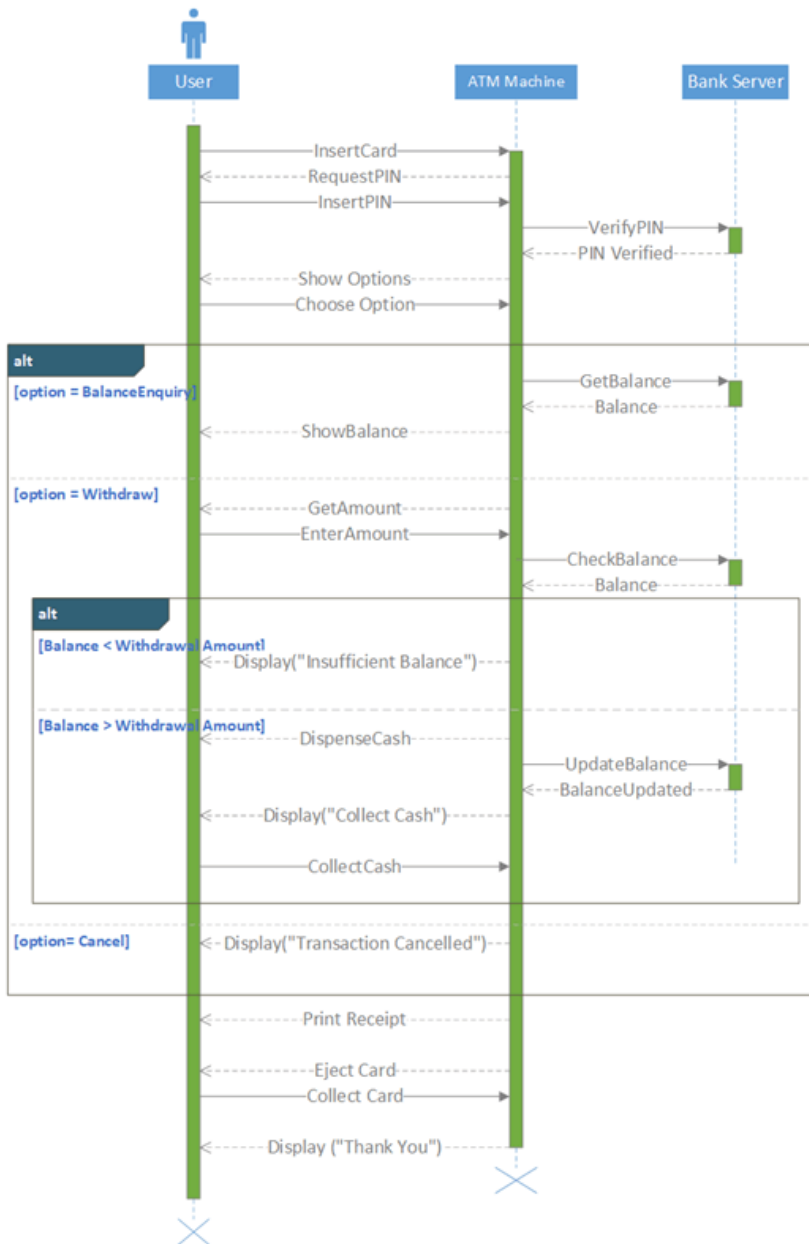 User
ATM Machine
Bank Server
InsertCard
RequestPIN
InsertPIN
VerifyPIN
PIN Verified
Show Options
Choose Option
alt
[option = BalanceEnquiry]
GetBalance
Balance
ShowBalance
[option = Withdraw]
GetAmount
EnterAmount
CheckBalance
Balance
alt
[Balance < Withdrawal Amount]
Display("Insufficient Balance")
[Balance > Withdrawal Amount]
DispenseCash
UpdateBalance
BalanceUpdated
Display("Collect Cash")
CollectCash
[option= Cancel]
Display("Transaction Cancelled")
Print Receipt
Eject Card
Collect Card
Display ("Thank You")